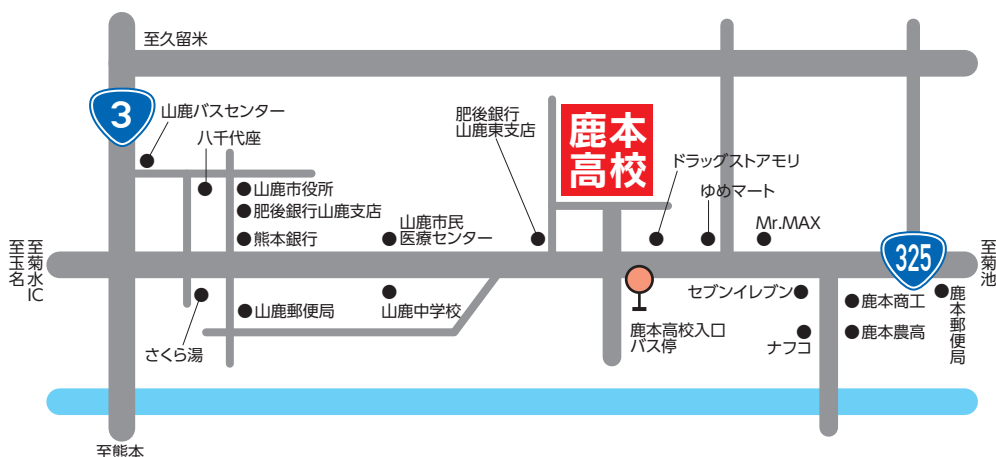 至久留米
3
山鹿バスセンター
八千代座
肥後銀行
山鹿東支店
鹿本
高校
ドラッグストアモリ
ゆめマート
Mr.MAX
山鹿市役所
肥後銀行山鹿支店
熊本銀行
山鹿市民
医療センター
至菊水IC
至玉名
325
至菊池
さくら湯
山鹿郵便局
山鹿中学校
鹿本高校入口
バス停
セブンイレブン
ナフコ
鹿本商工
鹿本農高
鹿本郵便局
至熊本